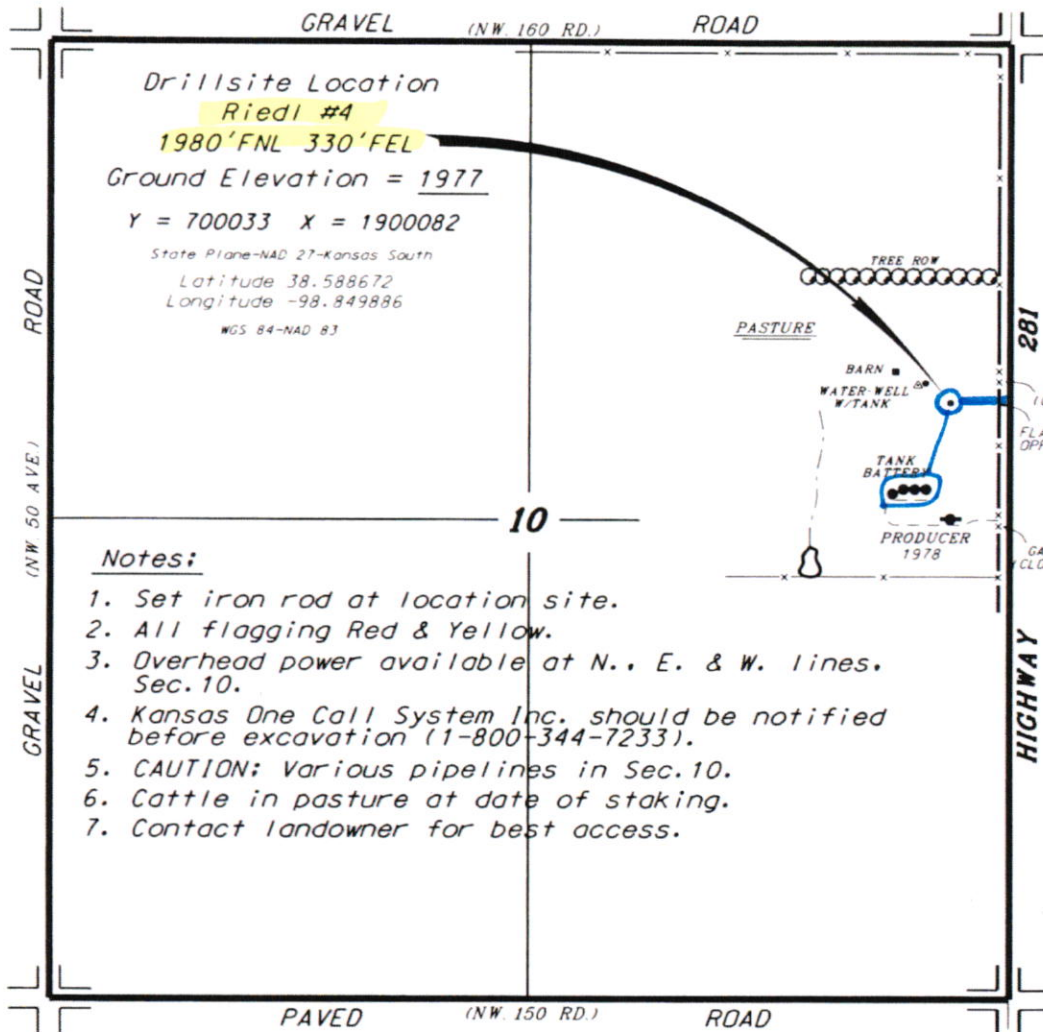 GRAVEL (NW. 160 RD.) ROAD
Drillsite Location
Riedl #4
1980'FNL 330'FEL
Ground Elevation = 1977
Y = 700033 X = 1900082
State Plane-NAD 27-Kansas South
Latitude 38.588672
Longitude -98.849886
WGS 84-NAD 83
TREE ROW
PASTURE
BARN
WATER-WELL
W/TANK
TANK
BATTERY
PRODUCER
1978
10
GRAVEL (NW. 50 AVE.) ROAD
HIGHWAY 281
Notes:
1. Set iron rod at location site.
2. All flagging Red & Yellow.
3. Overhead power available at N., E. & W. lines.
Sec.10.
4. Kansas One Call System Inc. should be notified
before excavation (1-800-344-7233).
5. CAUTION: Various pipelines in Sec.10.
6. Cattle in pasture at date of staking.
7. Contact landowner for best access.
PAVED (NW. 150 RD.) ROAD